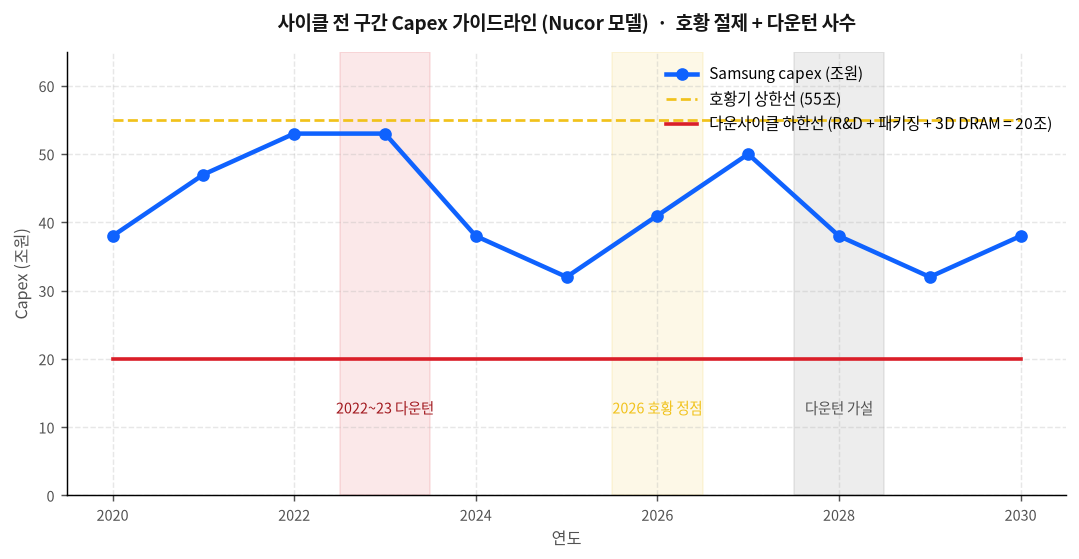 사이클 전 구간 Capex 가이드라인 (Nucor 모델) · 호황 절제 + 다운턴 사수
Samsung capex (조원)
호황기 상한선 (55조)
다운사이클 하한선 (R&D + 패키징 + 3D DRAM = 20조)
Capex (조원)
60
50
40
30
20
10
0
2022~23 다운턴
2026 호황 정점
다운턴 가설
2020
2022
2024
2026
2028
2030
연도